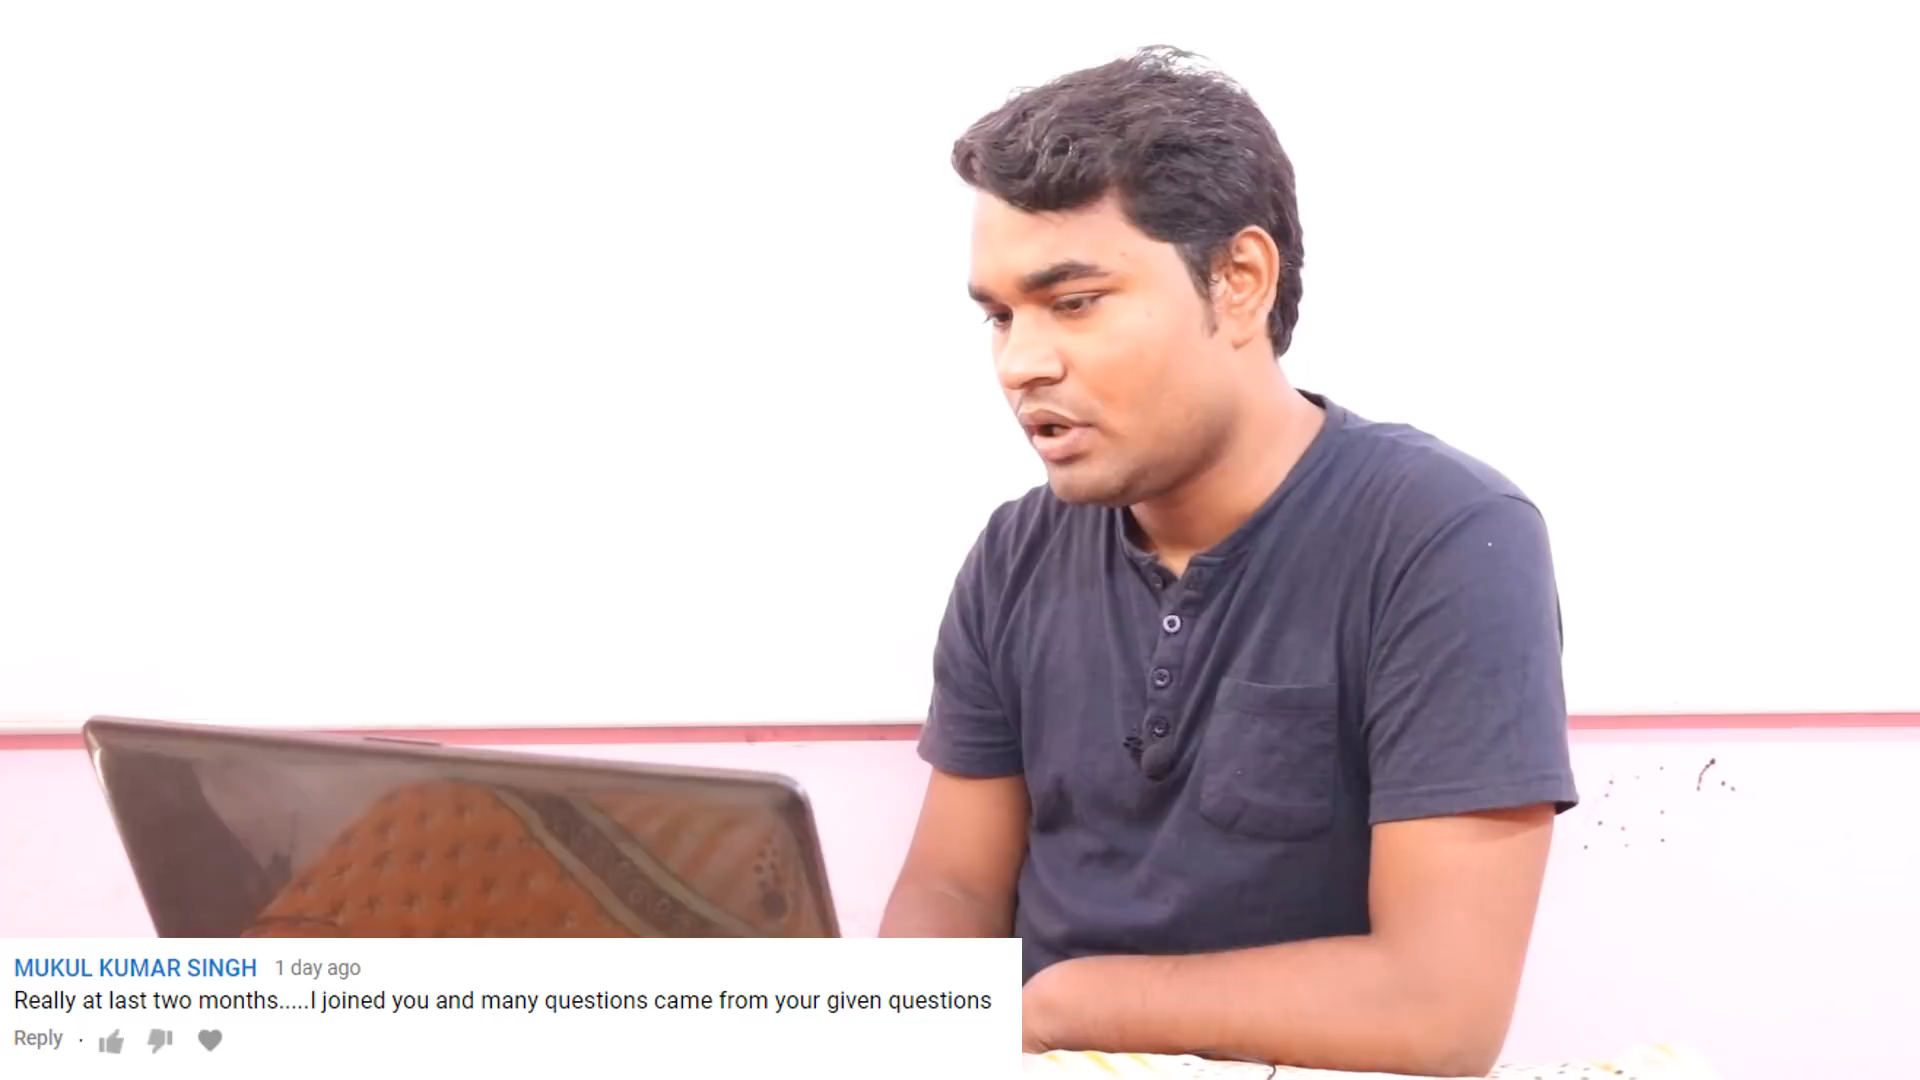 MUKUL KUMAR SINGH 1 day ago
Really at last two months.....I joined you and many questions came from your given questions
Reply ·